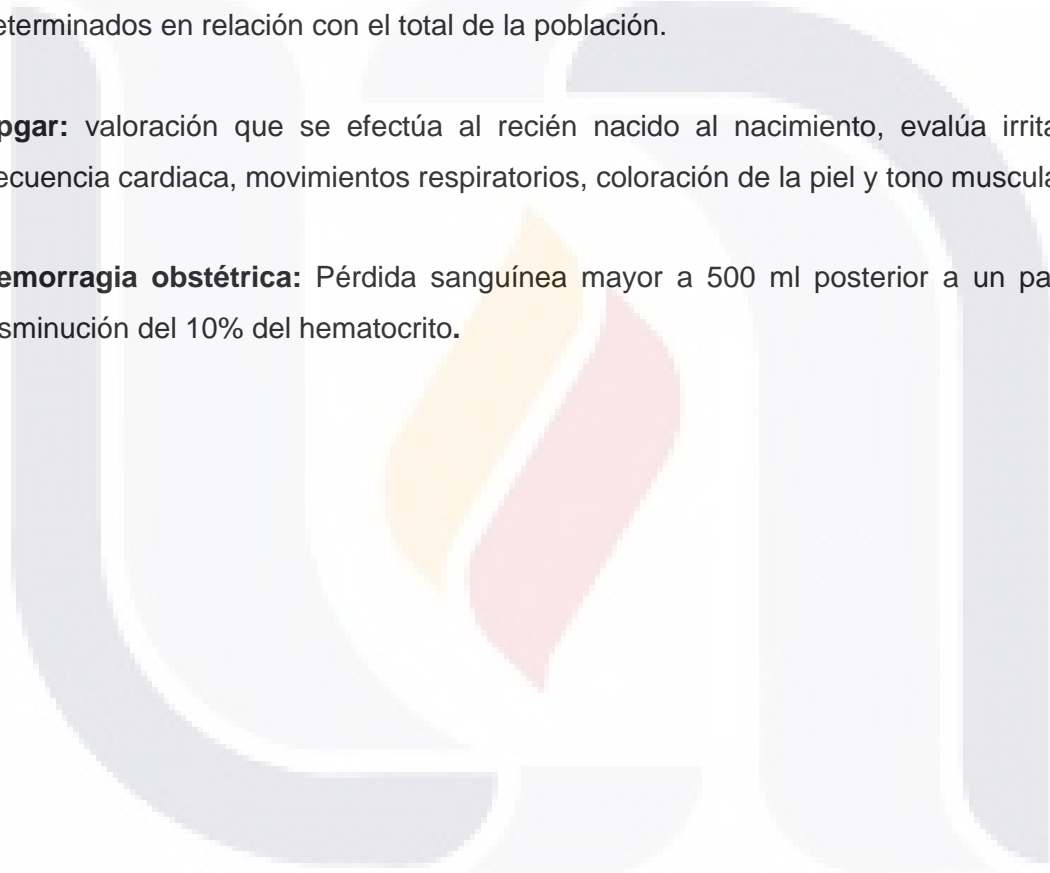 eterminados en relación con el total de la población.
pgar: valoración que se efectúa al recién nacido al nacimiento, evalúa irrita
ecuencia cardiaca, movimientos respiratorios, coloración de la piel y tono muscula
emorragia obstétrica: Pérdida sanguínea mayor a 500 ml posterior a un pa
sminución del 10% del hematocrito.